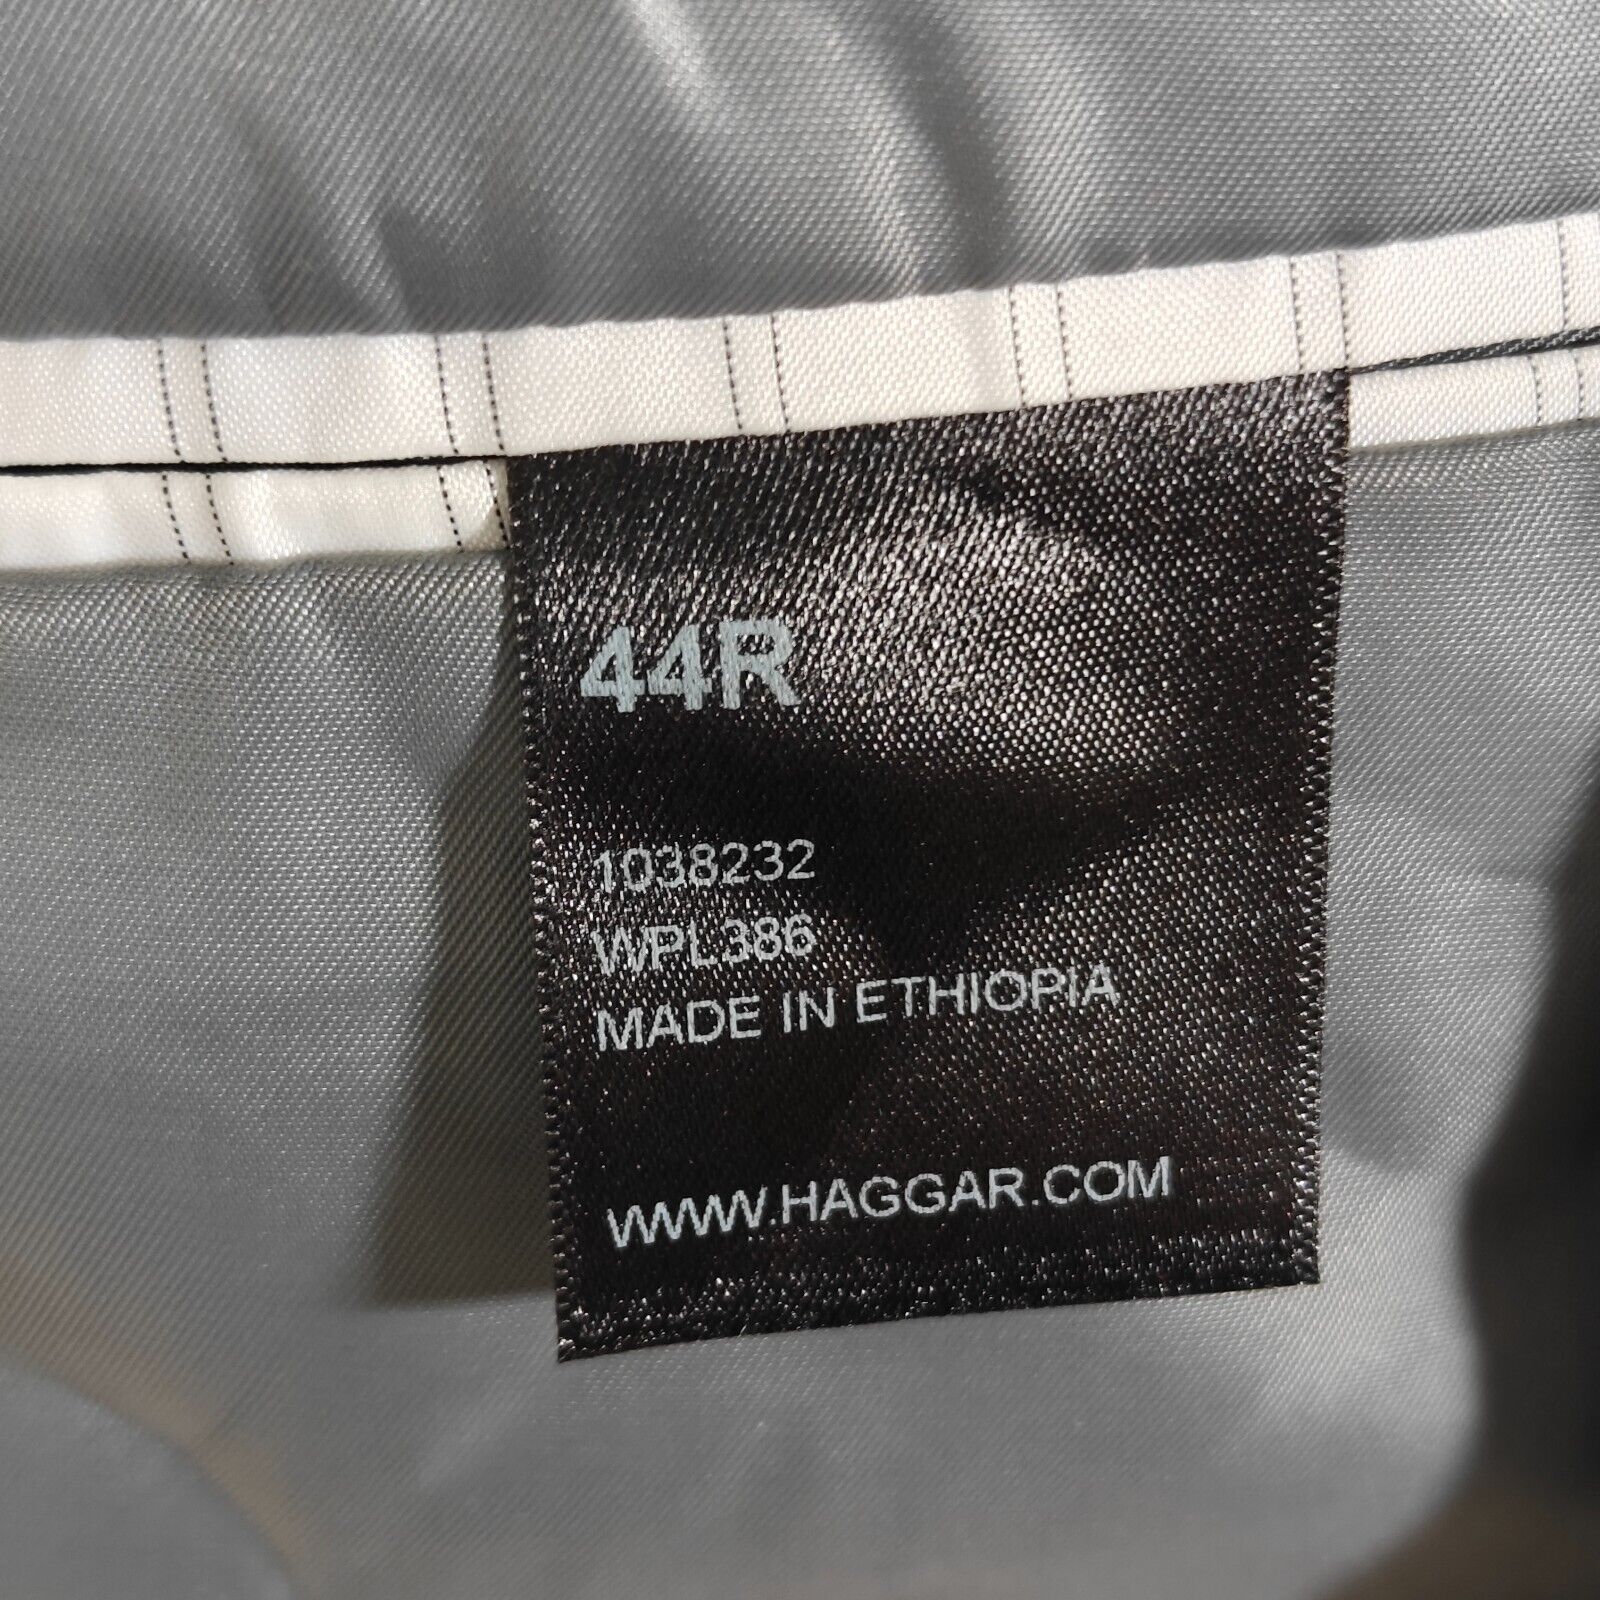 44R
1038232
WPL386
MADE IN ETHIOPIA
WWW.HAGGAR.COM